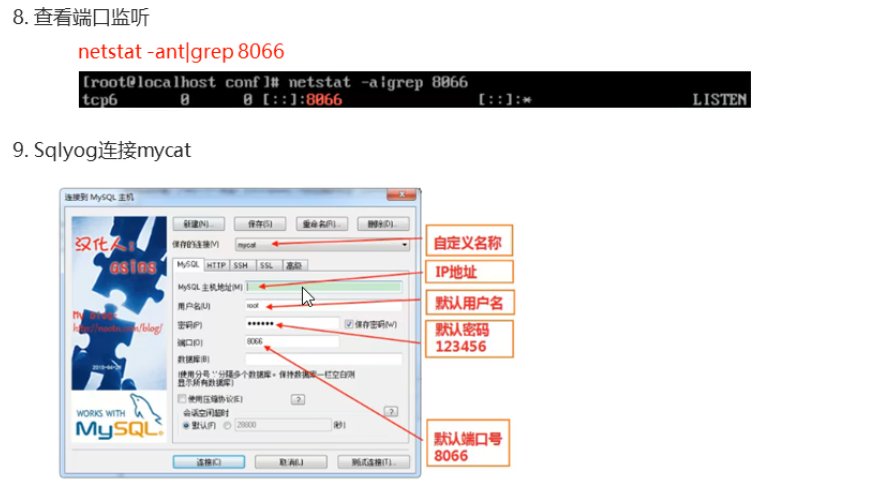 8. 查看端口监听
netstat -ant|grep 8066
[root@localhost conf]# netstat -a|grep 8066
tcp6 0 0 [::]:8066 [::]:* LISTEN
9. Sqlyog连接mycat
连接到 MySQL 主机
新建(N)... 保存(S) 重命名(R)... 删除(D)...
保存的连接(V) mycat
自定义名称
汉化人:
esins
MySQL HTTP SSH SSL 高级
IP地址
MySQL 主机地址(M)
用户名(U) root
默认用户名
密码(P) ●●●●●● 保存密码(W)
默认密码
123456
端口(O) 8066
数据库(B)
My blog:
(使用分号 ';' 分隔多个数据库。保持数据库一栏空白则
显示所有数据库)
2010-04-21
使用压缩协议(E) ?
会话空闲超时 ?
默认(F) 28800 (秒)
WORKS WITH
MySQL
默认端口号
8066
连接(C) 取消(L) 测试连接(T)...